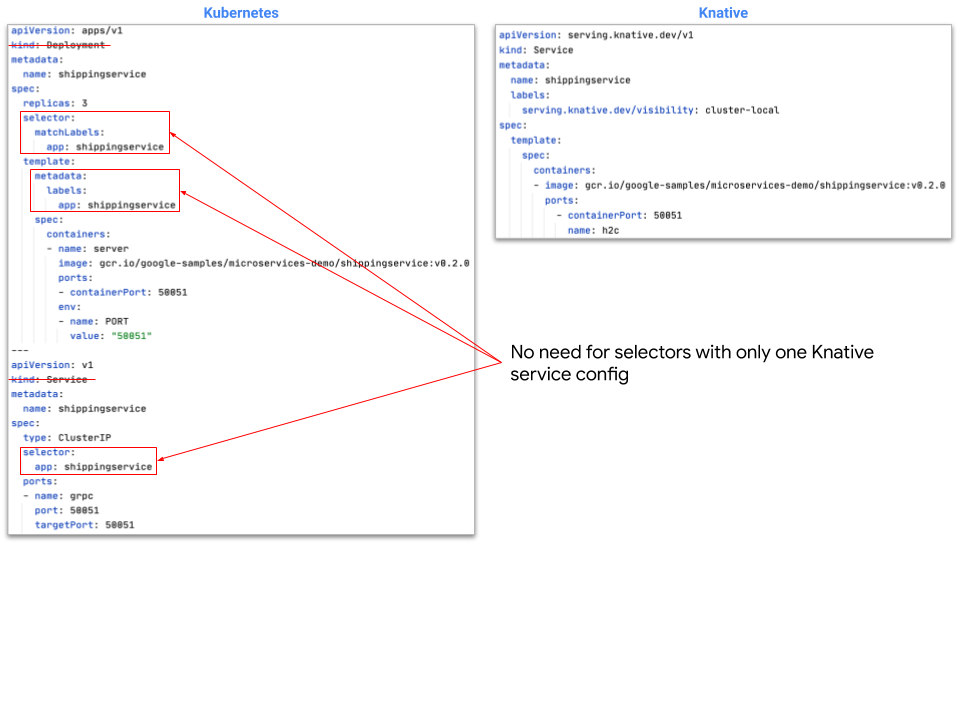 Kubernetes
apiVersion: apps/v1
kind: Deployment
metadata:
  name: shippingservice
spec:
  replicas: 3
  selector:
    matchLabels:
      app: shippingservice
  template:
    metadata:
      labels:
        app: shippingservice
    spec:
      containers:
      - name: server
        image: gcr.io/google-samples/microservices-demo/shippingservice:v0.2.0
        ports:
        - containerPort: 50051
        env:
        - name: PORT
          value: "50051"
---
apiVersion: v1
kind: Service
metadata:
  name: shippingservice
spec:
  type: ClusterIP
  selector:
    app: shippingservice
  ports:
  - name: grpc
    port: 50051
    targetPort: 50051
Knative
apiVersion: serving.knative.dev/v1
kind: Service
metadata:
  name: shippingservice
  labels:
    serving.knative.dev/visibility: cluster-local
spec:
  template:
    spec:
      containers:
      - image: gcr.io/google-samples/microservices-demo/shippingservice:v0.2.0
        ports:
          - containerPort: 50051
            name: h2c
No need for selectors with only one Knative
service config